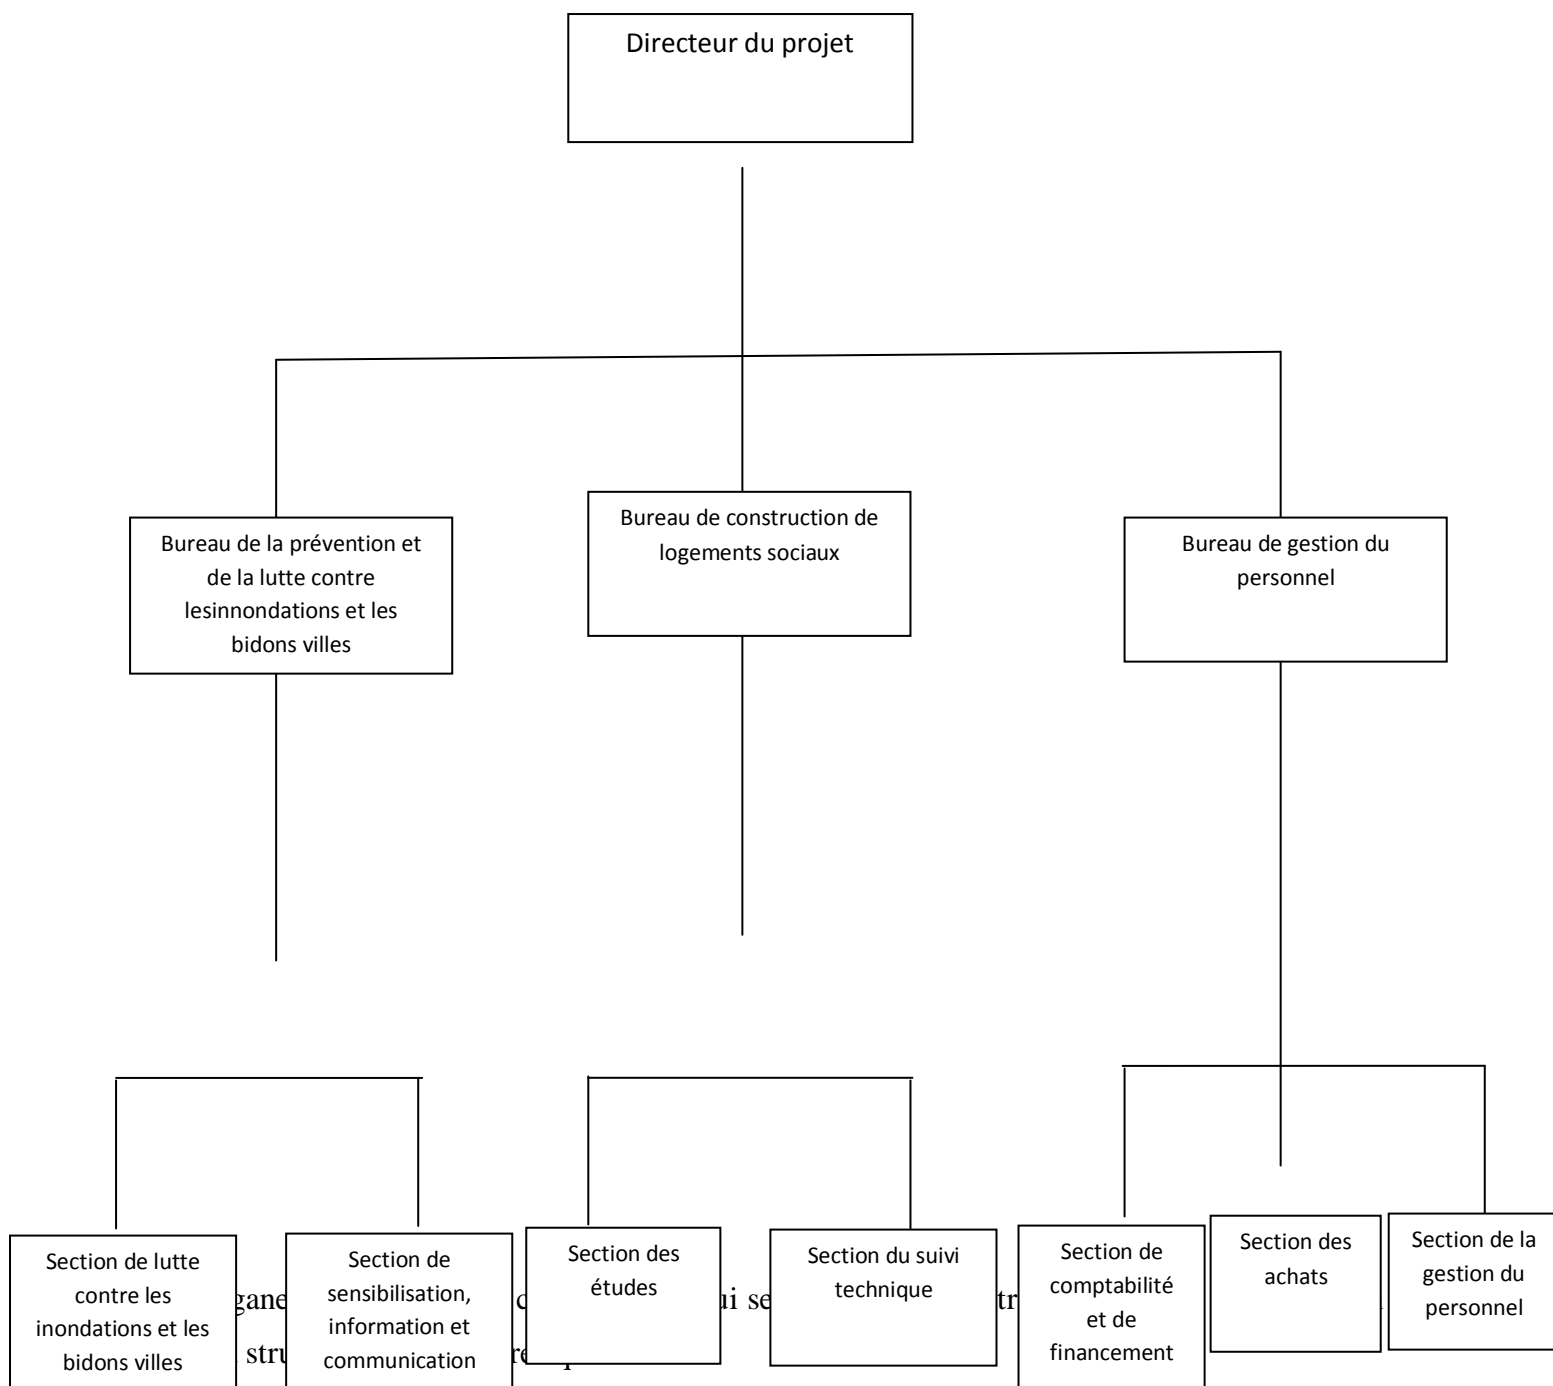 Directeur du projet
Bureau de la prévention et
de la lutte contre
lesinnondations et les
bidons villes
Bureau de construction de
logements sociaux
Bureau de gestion du
personnel
Section de lutte
contre les
inondations et les
bidons villes
Section de
sensibilisation,
information et
communication
Section des
études
Section du suivi
technique
Section de
comptabilité
et de
financement
Section des
achats
Section de la
gestion du
personnel